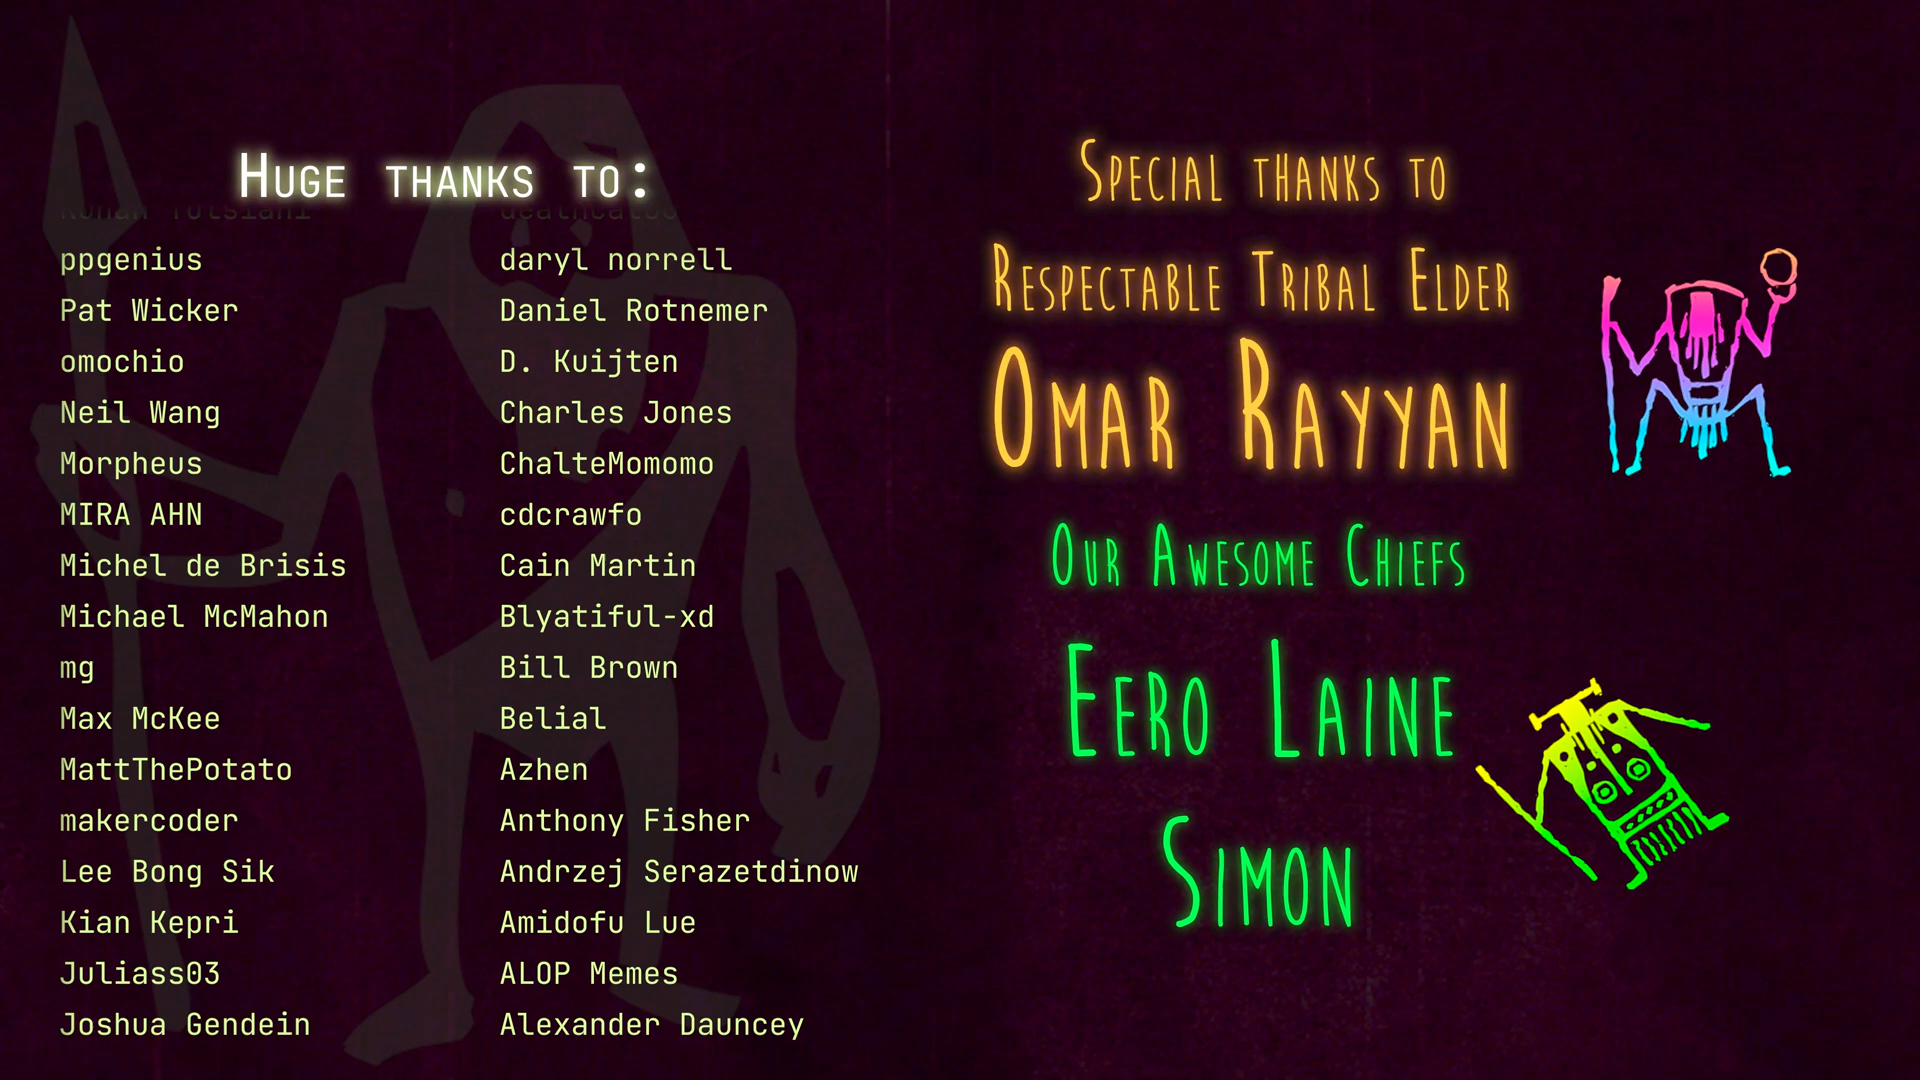 Huge thanks to:
ppgenius
Pat Wicker
omochio
Neil Wang
Morpheus
MIRA AHN
Michel de Brisis
Michael McMahon
mg
Max McKee
MattThePotato
makercoder
Lee Bong Sik
Kian Kepri
Juliass03
Joshua Gendein
daryl norrell
Daniel Rotnemer
D. Kuijten
Charles Jones
ChalteMomomo
cdcrawfo
Cain Martin
Blyatiful-xd
Bill Brown
Belial
Azhen
Anthony Fisher
Andrzej Serazetdinow
Amidofu Lue
ALOP Memes
Alexander Dauncey
Special thanks to
Respectable Tribal Elder
Omar Rayyan
Our Awesome Chiefs
Eero Laine
Simon